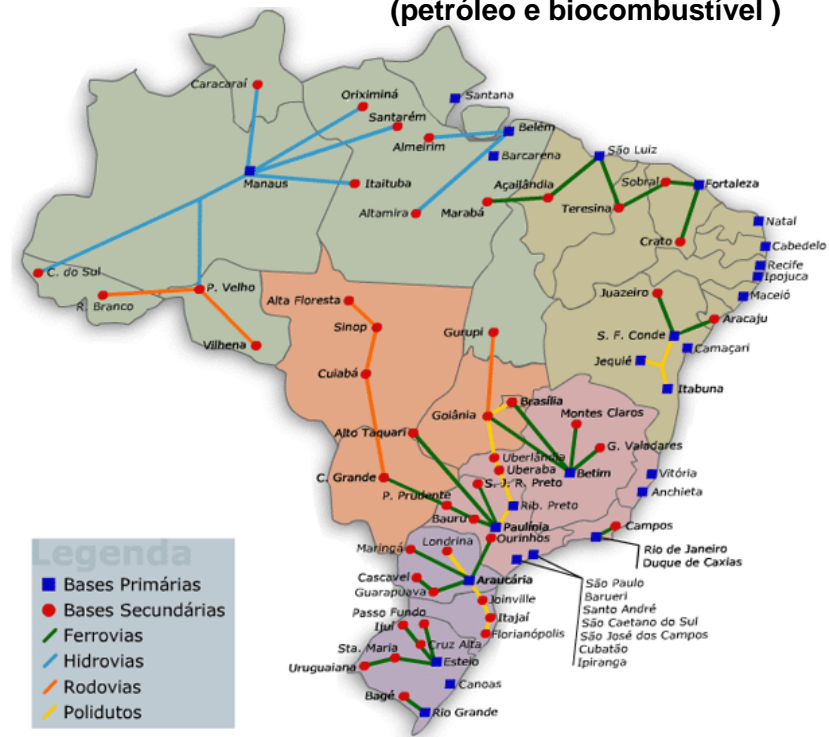 (petróleo e biocombustível )
Caracaraí
Oriximiná
Santarém
Almeirim
Santana
Belém
Barcarena
São Luiz
Manaus
Itaituba
Altamira
Marabá
Açailândia
Teresina
Sobral
Fortaleza
Crato
Natal
Cabedelo
Recife
Ipojuca
Maceió
C. do Sul
R. Branco
P. Velho
Vilhena
Alta Floresta
Sinop
Cuiabá
Gurupi
Juazeiro
Aracaju
S. F. Conde
Camaçari
Jequié
Itabuna
Goiânia
Brasília
Montes Claros
G. Valadares
Alto Taquari
Uberlândia
Uberaba
Betim
Vitória
Anchieta
C. Grande
P. Prudente
S. J. R. Preto
Rib. Preto
Bauru
Paulínia
Campos
Ourinhos
Rio de Janeiro
Duque de Caxias
Londrina
Maringá
Cascavel
Guarapuava
Araucária
São Paulo
Barueri
Santo André
São Caetano do Sul
São José dos Campos
Cubatão
Ipiranga
Joinville
Itajaí
Florianópolis
Passo Fundo
Ijuí
Cruz Alta
Sta. Maria
Uruguaiana
Esteio
Canoas
Bagé
Rio Grande
Legenda
Bases Primárias
Bases Secundárias
Ferrovias
Hidrovias
Rodovias
Polidutos